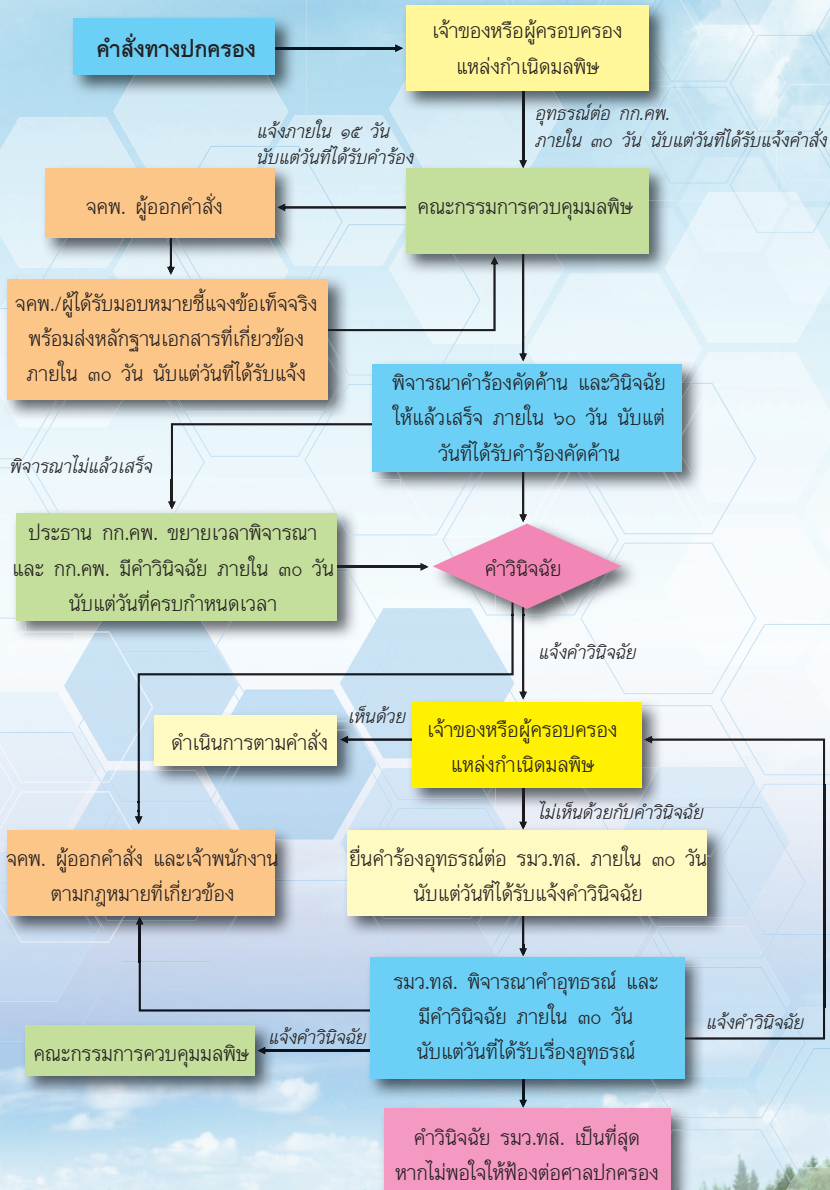 คำสั่งทางปกครอง
เจ้าของหรือผู้ครอบครอง
แหล่งกำเนิดมลพิษ
อุทธรณ์ต่อ กก.คพ.
ภายใน ๓๐ วัน นับแต่วันที่ได้รับแจ้งคำสั่ง
แจ้งภายใน ๑๕ วัน
นับแต่วันที่ได้รับคำร้อง
จคพ. ผู้ออกคำสั่ง
คณะกรรมการควบคุมมลพิษ
จคพ./ผู้ได้รับมอบหมายชี้แจงข้อเท็จจริง
พร้อมส่งหลักฐานเอกสารที่เกี่ยวข้อง
ภายใน ๓๐ วัน นับแต่วันที่ได้รับแจ้ง
พิจารณาคำร้องคัดค้าน และวินิจฉัย
ให้แล้วเสร็จ ภายใน ๖๐ วัน นับแต่
วันที่ได้รับคำร้องคัดค้าน
พิจารณาไม่แล้วเสร็จ
ประธาน กก.คพ. ขยายเวลาพิจารณา
และ กก.คพ. มีคำวินิจฉัย ภายใน ๓๐ วัน
นับแต่วันที่ครบกำหนดเวลา
คำวินิจฉัย
แจ้งคำวินิจฉัย
เจ้าของหรือผู้ครอบครอง
แหล่งกำเนิดมลพิษ
เห็นด้วย
ดำเนินการตามคำสั่ง
ไม่เห็นด้วยกับคำวินิจฉัย
จคพ. ผู้ออกคำสั่ง และเจ้าพนักงาน
ตามกฎหมายที่เกี่ยวข้อง
ยื่นคำร้องอุทธรณ์ต่อ รมว.ทส. ภายใน ๓๐ วัน
นับแต่วันที่ได้รับแจ้งคำวินิจฉัย
รมว.ทส. พิจารณาคำอุทธรณ์ และ
มีคำวินิจฉัย ภายใน ๓๐ วัน
นับแต่วันที่ได้รับเรื่องอุทธรณ์
แจ้งคำวินิจฉัย
แจ้งคำวินิจฉัย
คณะกรรมการควบคุมมลพิษ
คำวินิจฉัย รมว.ทส. เป็นที่สุด
หากไม่พอใจให้ฟ้องต่อศาลปกครอง